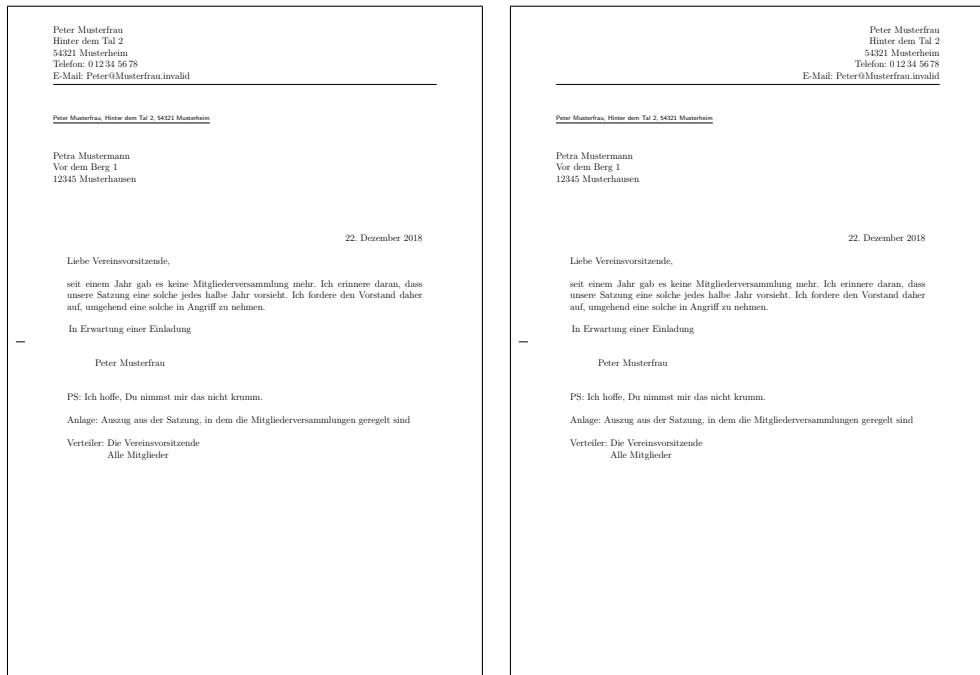 Peter Musterfrau
Hinter dem Tal 2
54321 Musterheim
Telefon: 0 12 34 56 78
E-Mail: Peter@Musterfrau.invalid
Peter Musterfrau, Hinter dem Tal 2, 54321 Musterheim
Petra Mustermann
Vor dem Berg 1
12345 Musterhausen
22. Dezember 2018
Liebe Vereinsvorsitzende,
seit einem Jahr gab es keine Mitgliederversammlung mehr. Ich erinnere daran, dass
unsere Satzung eine solche jedes halbe Jahr vorsieht. Ich fordere den Vorstand daher
auf, umgehend eine solche in Angriff zu nehmen.
In Erwartung einer Einladung
Peter Musterfrau
PS: Ich hoffe, Du nimmst mir das nicht krumm.
Anlage: Auszug aus der Satzung, in dem die Mitgliederversammlungen geregelt sind
Verteiler: Die Vereinsvorsitzende
Alle Mitglieder
Peter Musterfrau
Hinter dem Tal 2
54321 Musterheim
Telefon: 0 12 34 56 78
E-Mail: Peter@Musterfrau.invalid
Peter Musterfrau, Hinter dem Tal 2, 54321 Musterheim
Petra Mustermann
Vor dem Berg 1
12345 Musterhausen
22. Dezember 2018
Liebe Vereinsvorsitzende,
seit einem Jahr gab es keine Mitgliederversammlung mehr. Ich erinnere daran, dass
unsere Satzung eine solche jedes halbe Jahr vorsieht. Ich fordere den Vorstand daher
auf, umgehend eine solche in Angriff zu nehmen.
In Erwartung einer Einladung
Peter Musterfrau
PS: Ich hoffe, Du nimmst mir das nicht krumm.
Anlage: Auszug aus der Satzung, in dem die Mitgliederversammlungen geregelt sind
Verteiler: Die Vereinsvorsitzende
Alle Mitglieder